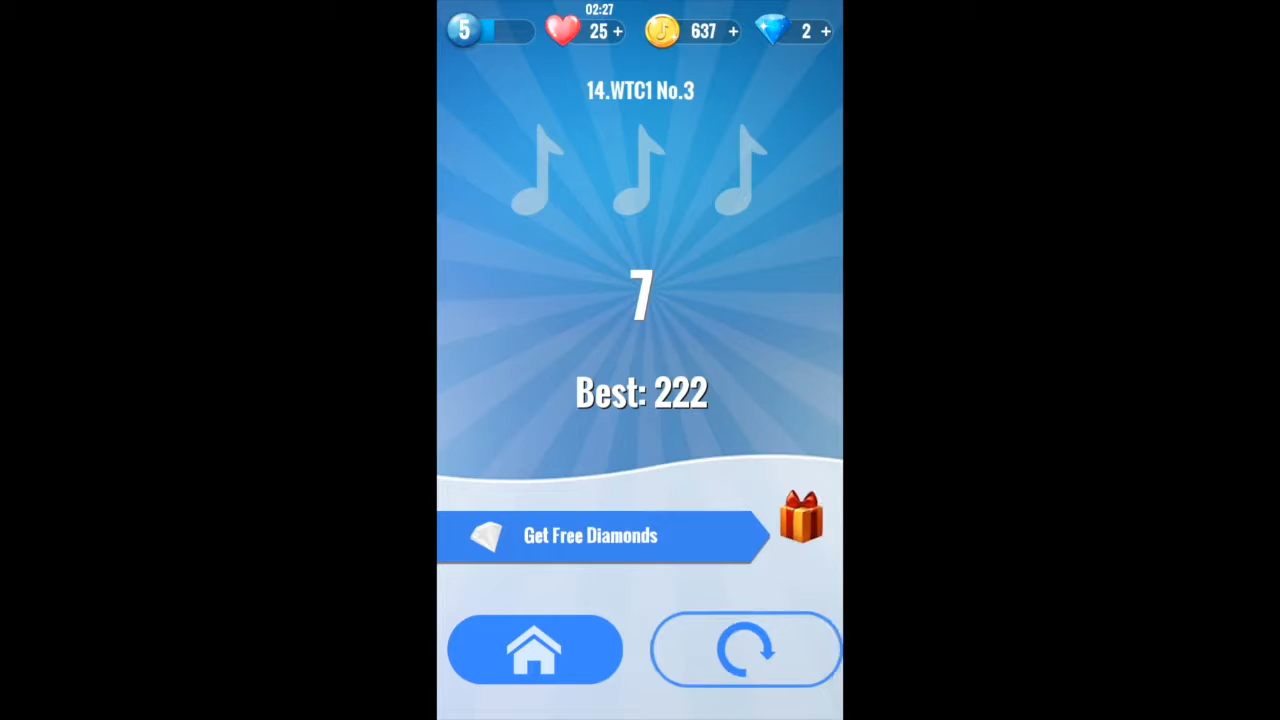 02:27
5
25 +
637 +
2 +
14.WTC1 No.3
7
Best: 222
Get Free Diamonds